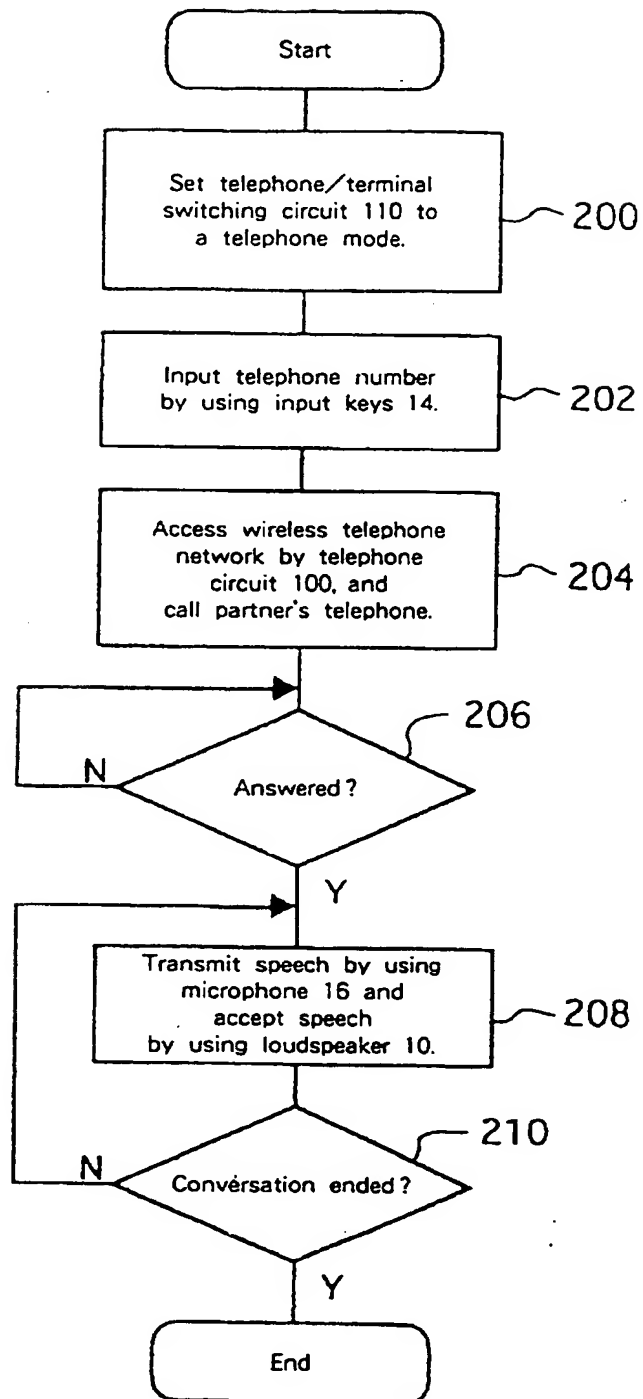 Start
Set telephone/terminal
switching circuit 110 to
a telephone mode.
200
Input telephone number
by using input keys 14.
202
Access wireless telephone
network by telephone
circuit 100, and
call partner's telephone.
204
206
N
Answered?
Y
Transmit speech by using
microphone 16 and
accept speech
by using loudspeaker 10.
208
210
N
Conversation ended?
Y
End